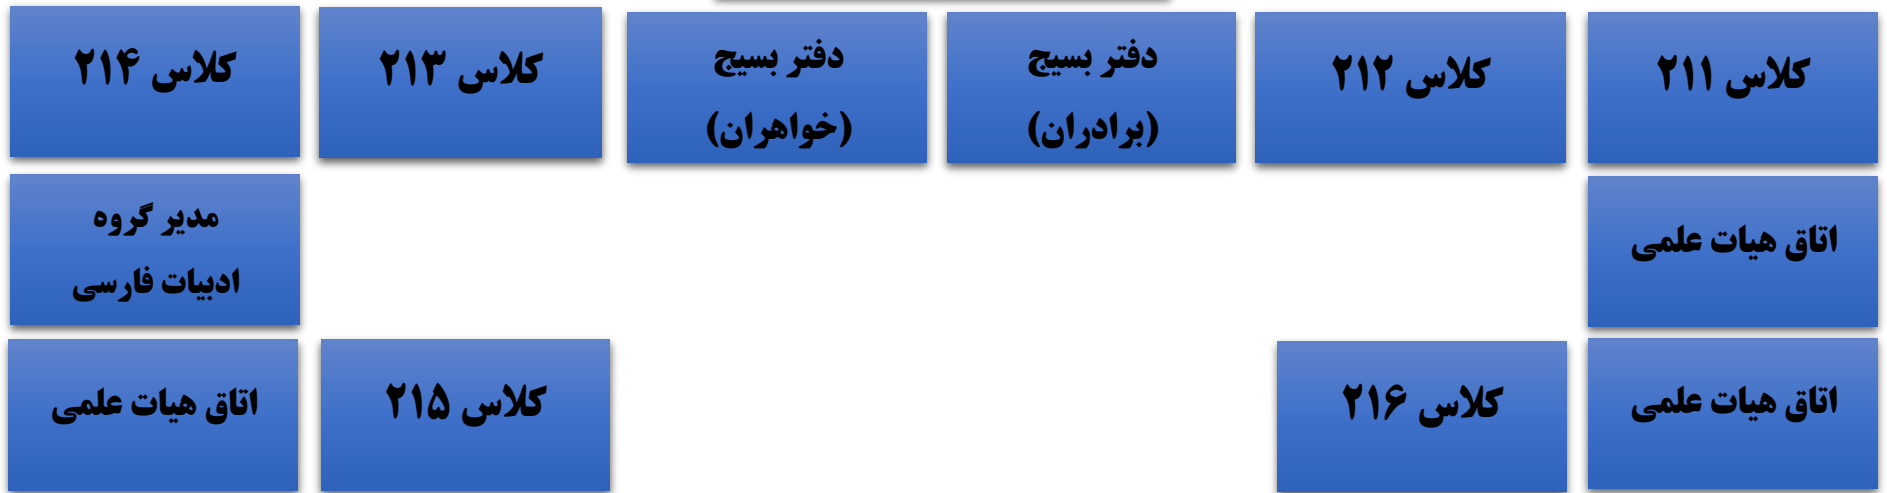 کلاس ۲۱۱
کلاس ۲۱۲
دفتر بسیج
(برادران)
دفتر بسیج
(خواهران)
کلاس ۲۱۳
کلاس ۲۱۴
اتاق هیات علمی
مدیر گروه
ادبیات فارسی
اتاق هیات علمی
کلاس ۲۱۶
کلاس ۲۱۵
اتاق هیات علمی